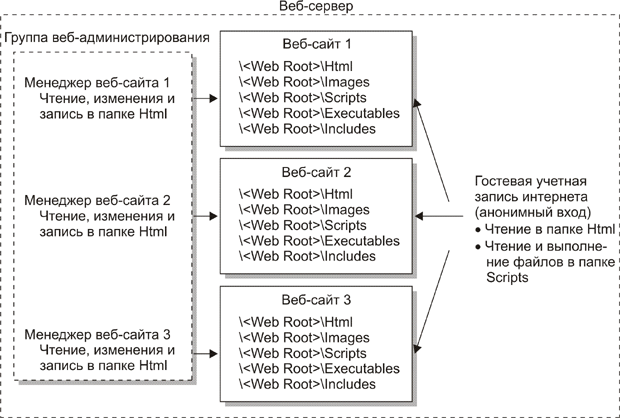 Веб-сервер
Группа веб-администрирования
Менеджер веб-сайта 1
Чтение, изменения и
запись в папке Html
Менеджер веб-сайта 2
Чтение, изменения и
запись в папке Html
Менеджер веб-сайта 3
Чтение, изменения и
запись в папке Html
Веб-сайт 1
\<Web Root>\Html
\<Web Root>\Images
\<Web Root>\Scripts
\<Web Root>\Executables
\<Web Root>\Includes
Веб-сайт 2
\<Web Root>\Html
\<Web Root>\Images
\<Web Root>\Scripts
\<Web Root>\Executables
\<Web Root>\Includes
Веб-сайт 3
\<Web Root>\Html
\<Web Root>\Images
\<Web Root>\Scripts
\<Web Root>\Executables
\<Web Root>\Includes
Гостевая учетная
запись интернета
(анонимный вход)
● Чтение в папке Html
● Чтение и выполне-
ние файлов в папке
Scripts